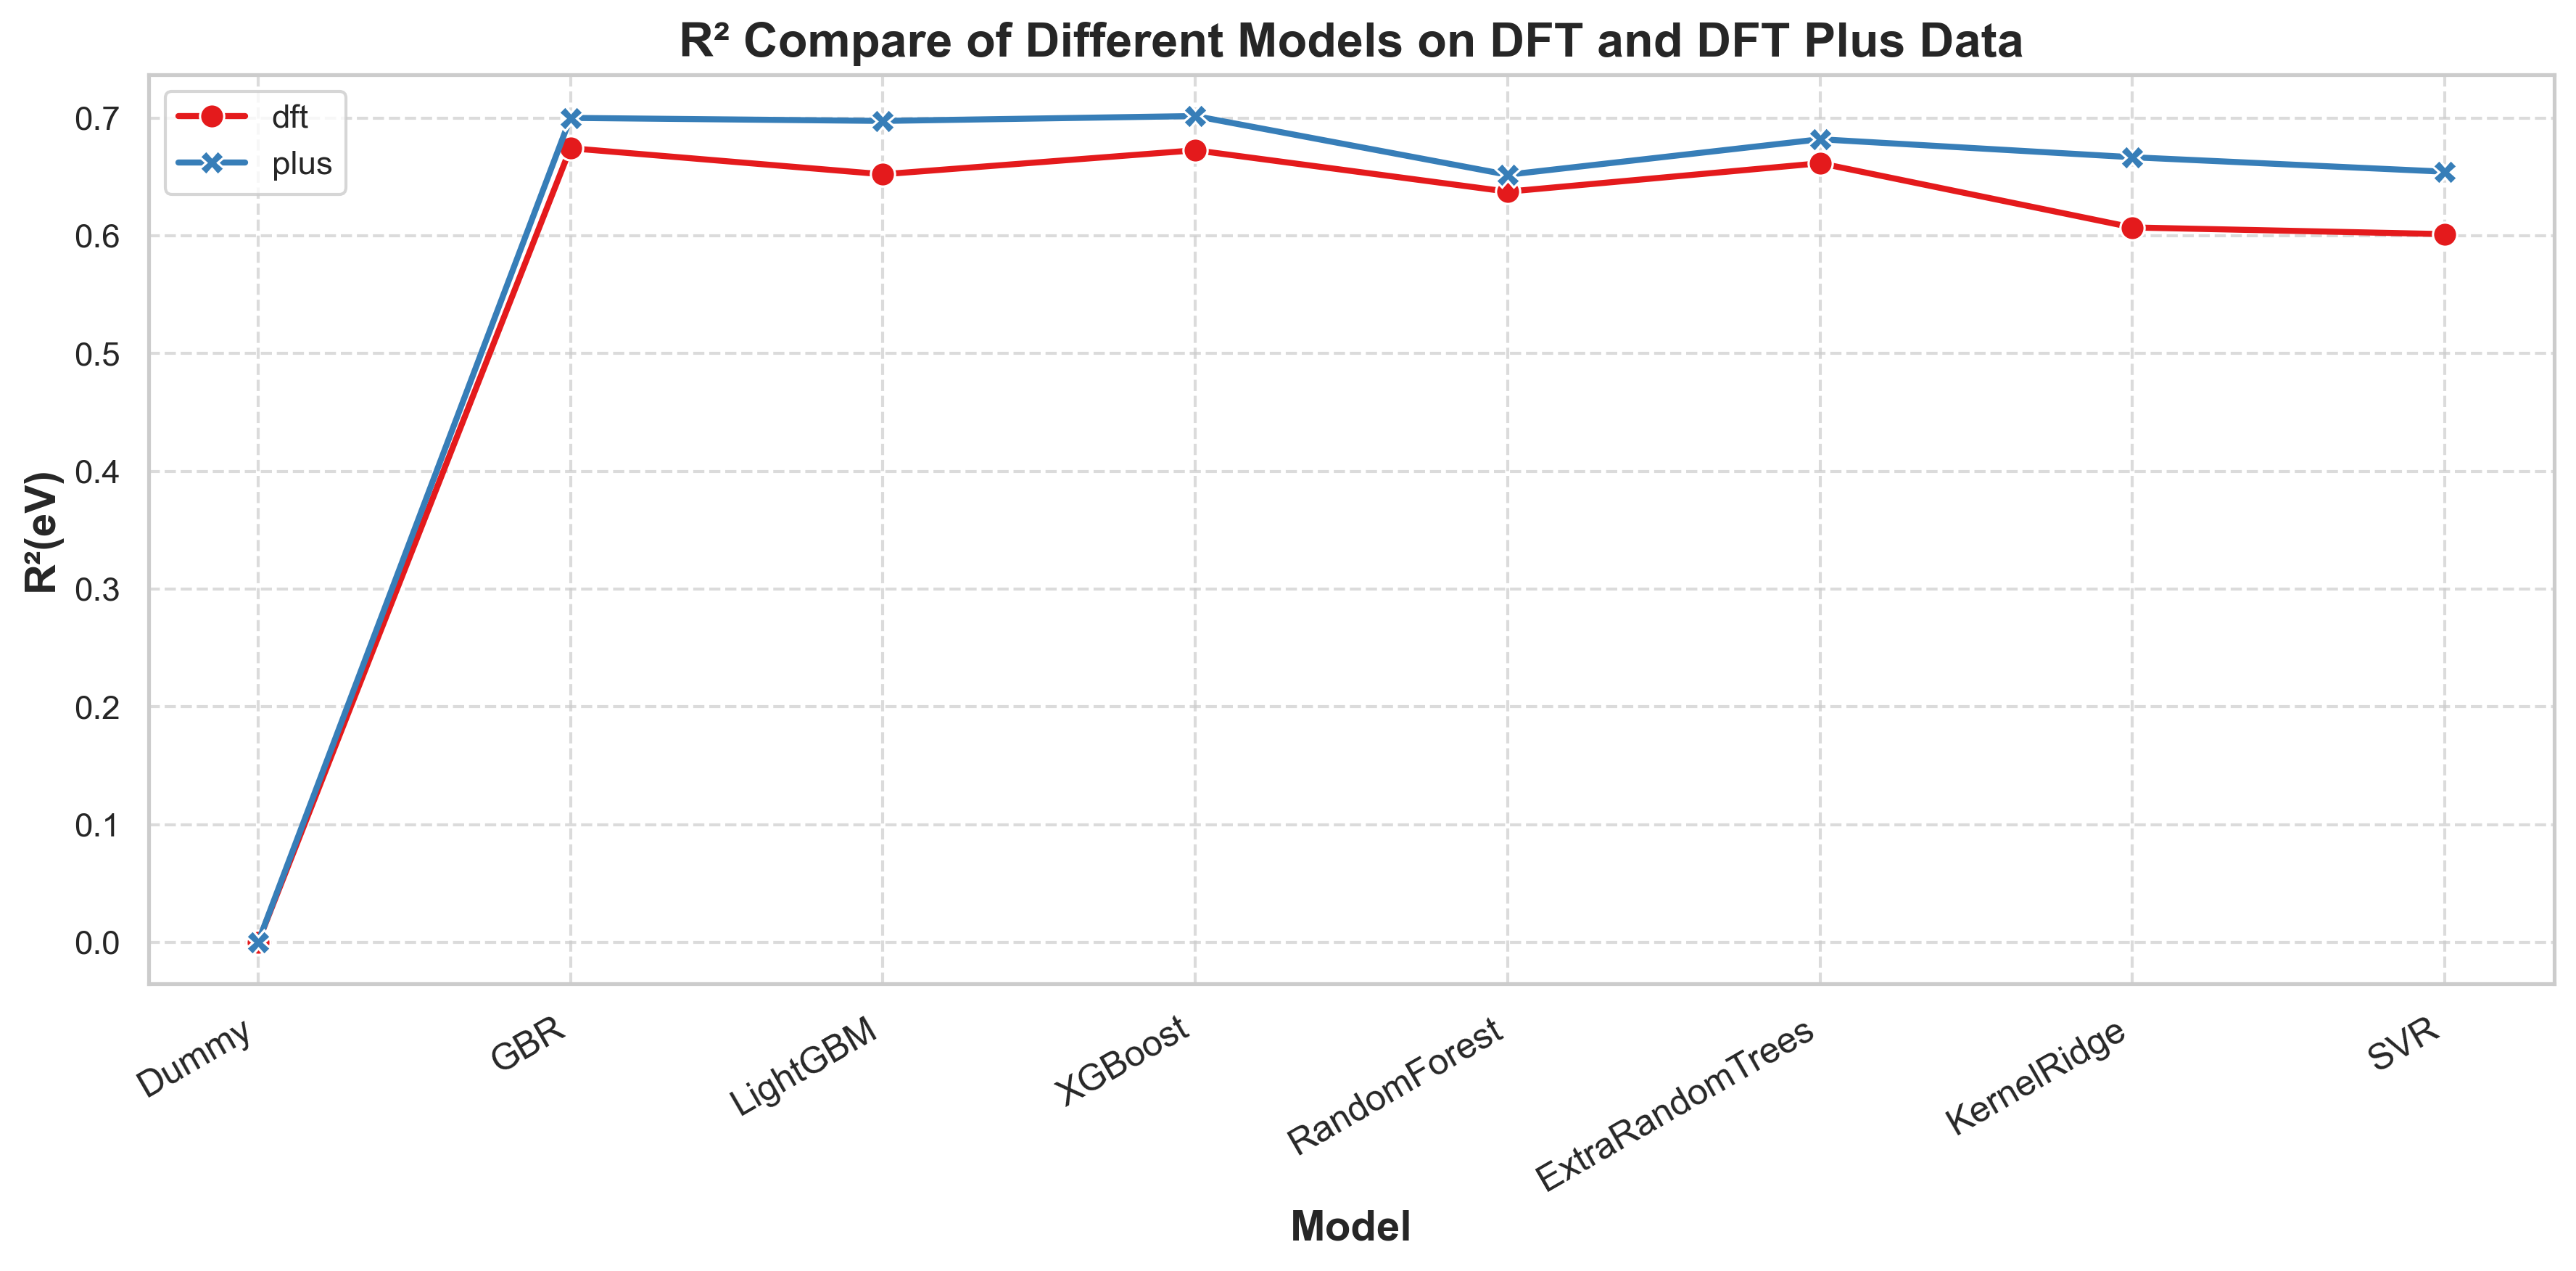 R² Compare of Different Models on DFT and DFT Plus Data
dft
plus
R²(eV)
0.7
0.6
0.5
0.4
0.3
0.2
0.1
0.0
Dummy
GBR
LightGBM
XGBoost
RandomForest
ExtraRandomTrees
KernelRidge
SVR
Model